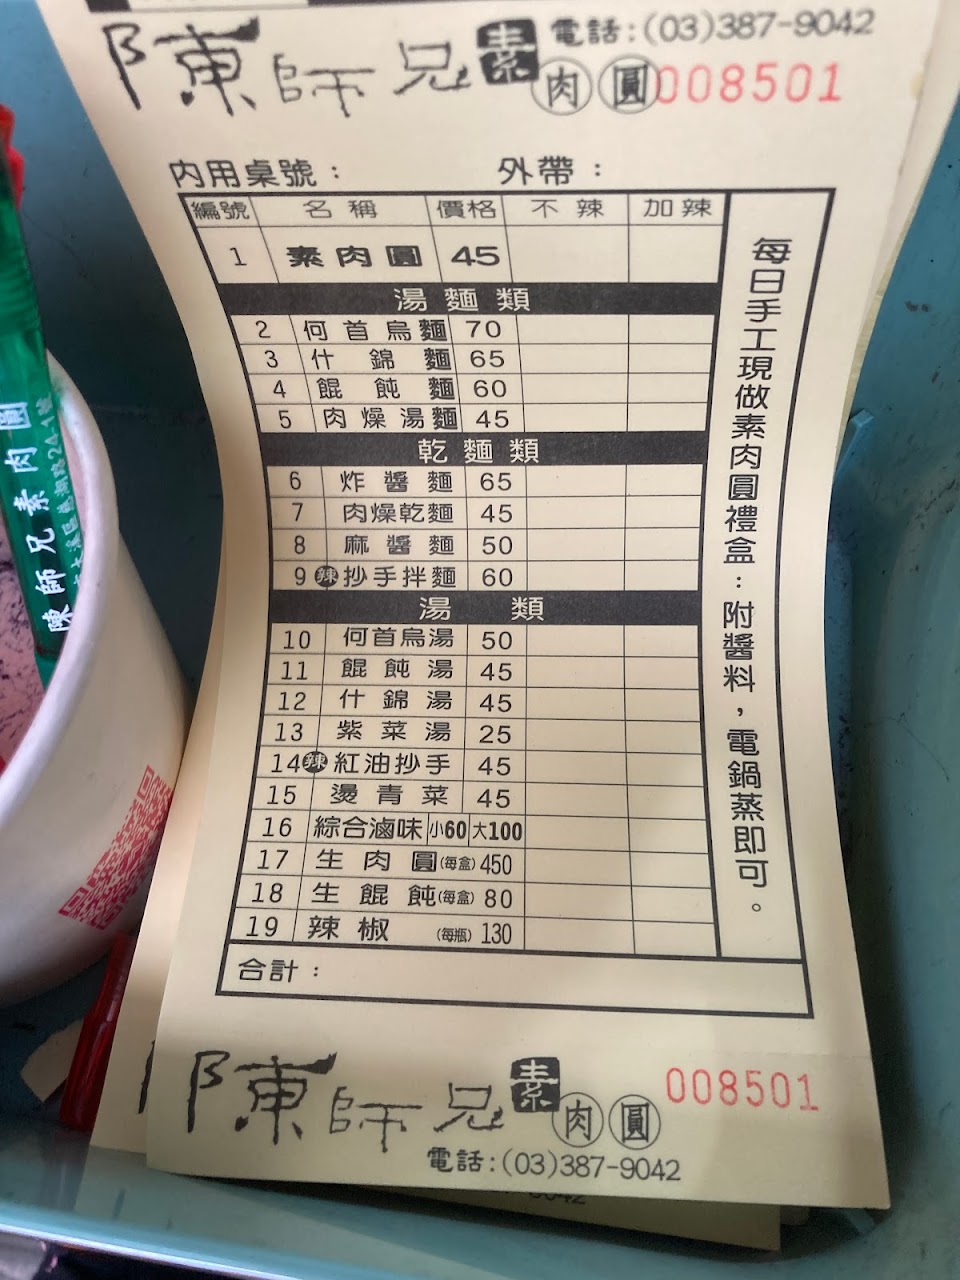 陳師兄素肉圓
電話:(03)387-9042
008501
內用桌號：　外帶：
編號 名稱 價格 不辣 加辣
1 素肉圓 45
湯麵類
2 何首烏麵 70
3 什錦麵 65
4 餛飩麵 60
5 肉燥湯麵 45
乾麵類
6 炸醬麵 65
7 肉燥乾麵 45
8 麻醬麵 50
9 辣 抄手拌麵 60
湯類
10 何首烏湯 50
11 餛飩湯 45
12 什錦湯 45
13 紫菜湯 25
14 辣 紅油抄手 45
15 燙青菜 45
16 綜合滷味 小60 大100
17 生肉圓(每盒) 450
18 生餛飩(每盒) 80
19 辣椒 (每瓶) 130
合計：
每日手工現做素肉圓禮盒：附醬料，電鍋蒸即可。
陳師兄素肉圓
008501
電話:(03)387-9042
陳師兄素肉圓